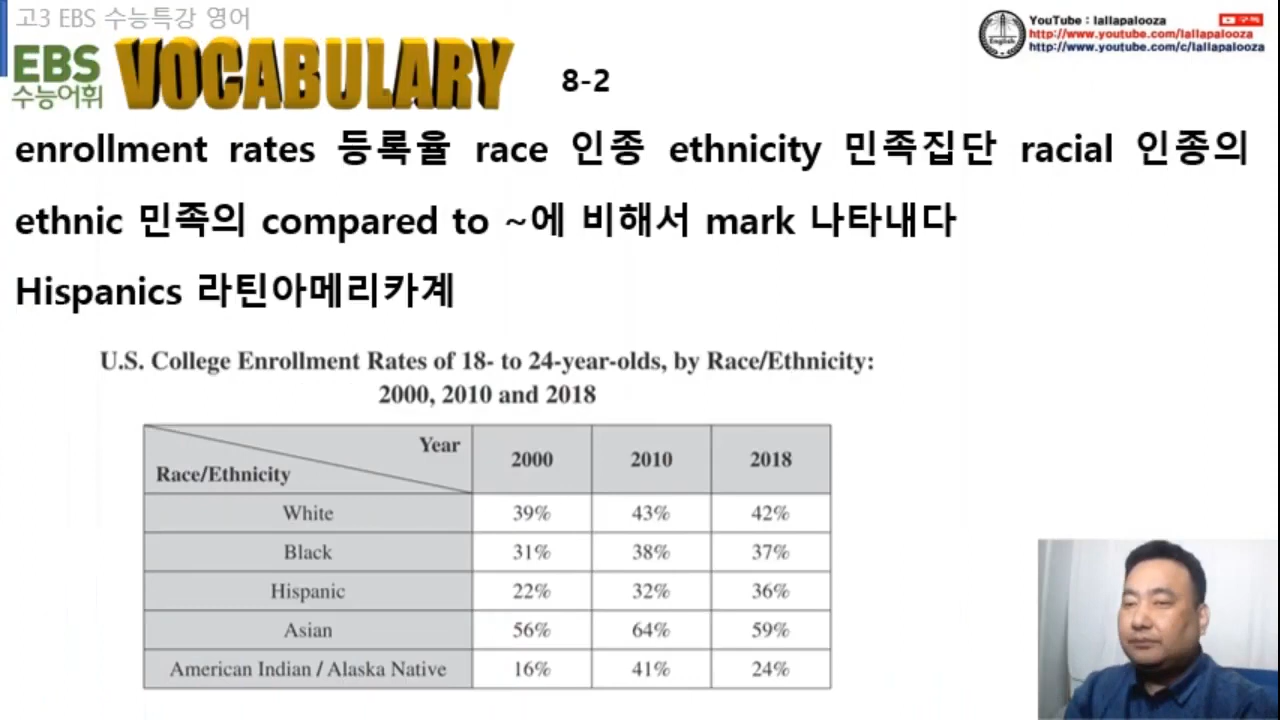 고3 EBS 수능특강 영어
EBS 수능어휘
VOCABULARY
8-2
YouTube : lallapalooza
구독
http://www.youtube.com/lallapalooza
http://www.youtube.com/c/lallapalooza
English
enrollment rates 등록율 race 인종 ethnicity 민족집단 racial 인종의
ethnic 민족의 compared to ~에 비해서 mark 나타내다
Hispanics 라틴아메리카계
U.S. College Enrollment Rates of 18- to 24-year-olds, by Race/Ethnicity:
2000, 2010 and 2018
Year
Race/Ethnicity
2000 2010 2018
White 39% 43% 42%
Black 31% 38% 37%
Hispanic 22% 32% 36%
Asian 56% 64% 59%
American Indian / Alaska Native 16% 41% 24%